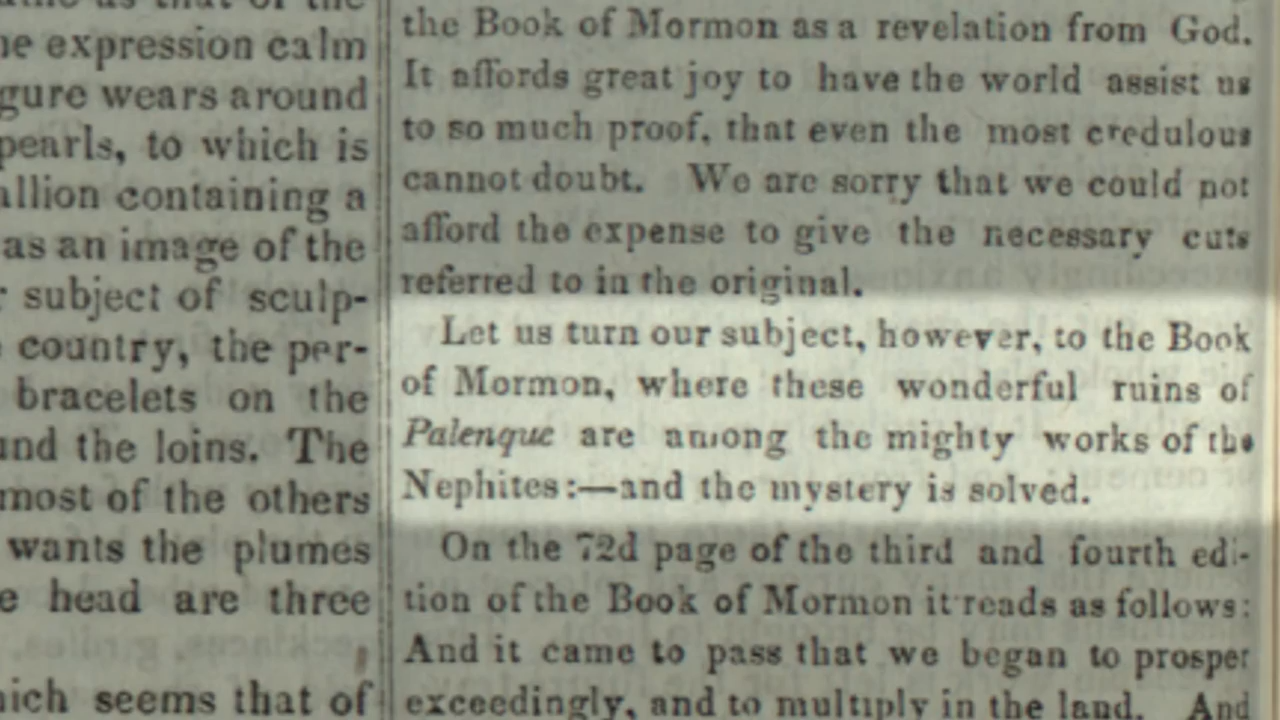 ne expression calm
gure wears around
pearls, to which is
allion containing a
as an image of the
subject of sculp-
country, the per-
bracelets on the
and the loins. The
most of the others
wants the plumes
e head are three
hich seems that of
the Book of Mormon as a revelation from God.
It affords great joy to have the world assist us
to so much proof, that even the most credulous
cannot doubt. We are sorry that we could not
afford the expense to give the necessary cuts
referred to in the original.
Let us turn our subject, however, to the Book
of Mormon, where these wonderful ruins of
Palenque are among the mighty works of the
Nephites:—and the mystery is solved.
On the 72d page of the third and fourth edi-
tion of the Book of Mormon it reads as follows:
And it came to pass that we began to prosper
exceedingly, and to multiply in the land. And